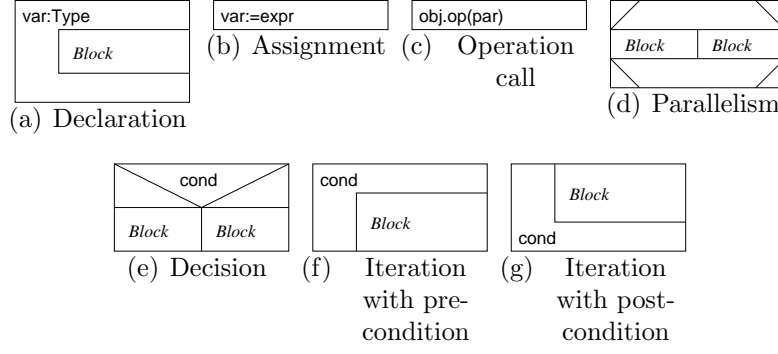 var:Type
Block
(a) Declaration
var:=expr
(b) Assignment
obj.op(par)
(c) Operation
call
Block
Block
(d) Parallelism
cond
Block
Block
(e) Decision
cond
Block
(f) Iteration
with pre-
condition
Block
cond
(g) Iteration
with post-
condition